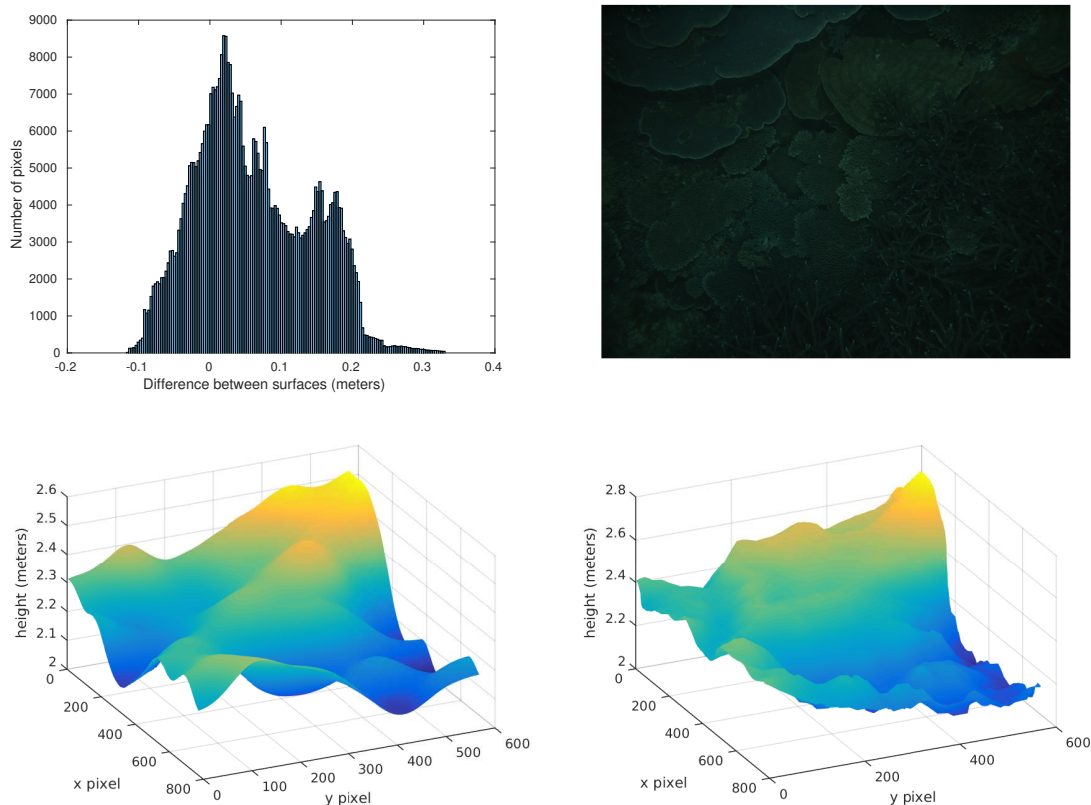 9000
8000
7000
6000
5000
4000
3000
2000
1000
0
Number of pixels
-0.2 -0.1 0 0.1 0.2 0.3 0.4
Difference between surfaces (meters)
2.6
2.5
2.4
2.3
2.2
2.1
2
height (meters)
0
200
400
600
800
x pixel
0 100 200 300 400 500 600
y pixel
2.8
2.6
2.4
2.2
2
height (meters)
0
200
400
600
800
x pixel
0 200 400 600
y pixel